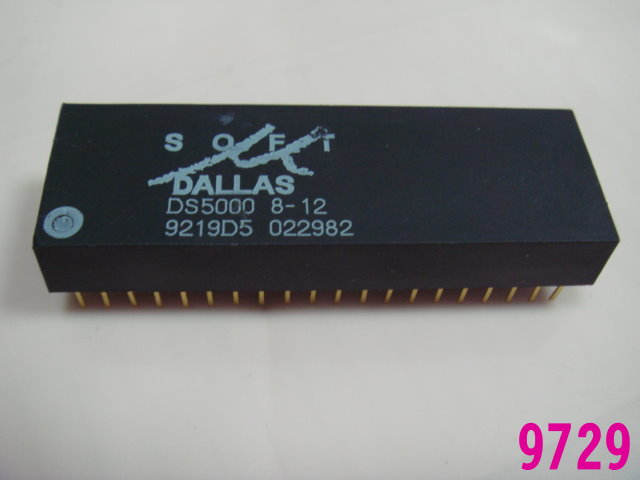 S O F T
DALLAS
DS5000 8-12
9219D5 022982
9729